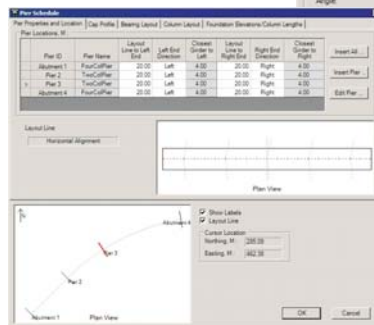 Angle:
Pier Schedule
Pier Properties and Location | Cap Profile | Bearing Layout | Column Layout | Foundation Elevations/Column Lengths
Pier Locations, M:
Pier ID Pier Name Layout Line to Left End Left End Direction Closest Girder to Left Layout Line to Right End Right End Direction Closest Girder to Right
Abutment 1 FourColPier 20.00 Left 4.00 20.00 Right 4.00
Pier 2 TwoColPier 20.00 Left 4.00 20.00 Right 4.00
Pier 3 TwoColPier 20.00 Left 4.00 20.00 Right 4.00
Abutment 4 FourColPier 20.00 Left 4.00 20.00 Right 4.00
Insert All...
Insert Pier...
Edit Pier...
Layout Line
Horizontal Alignment
Plan View
N
Abutment 4
Pier 3
Pier 2
Abutment 1
Plan View
Show Labels
Layout Line
Cursor Location
Northing, M:
Easting, M: 462.38
OK
Cancel